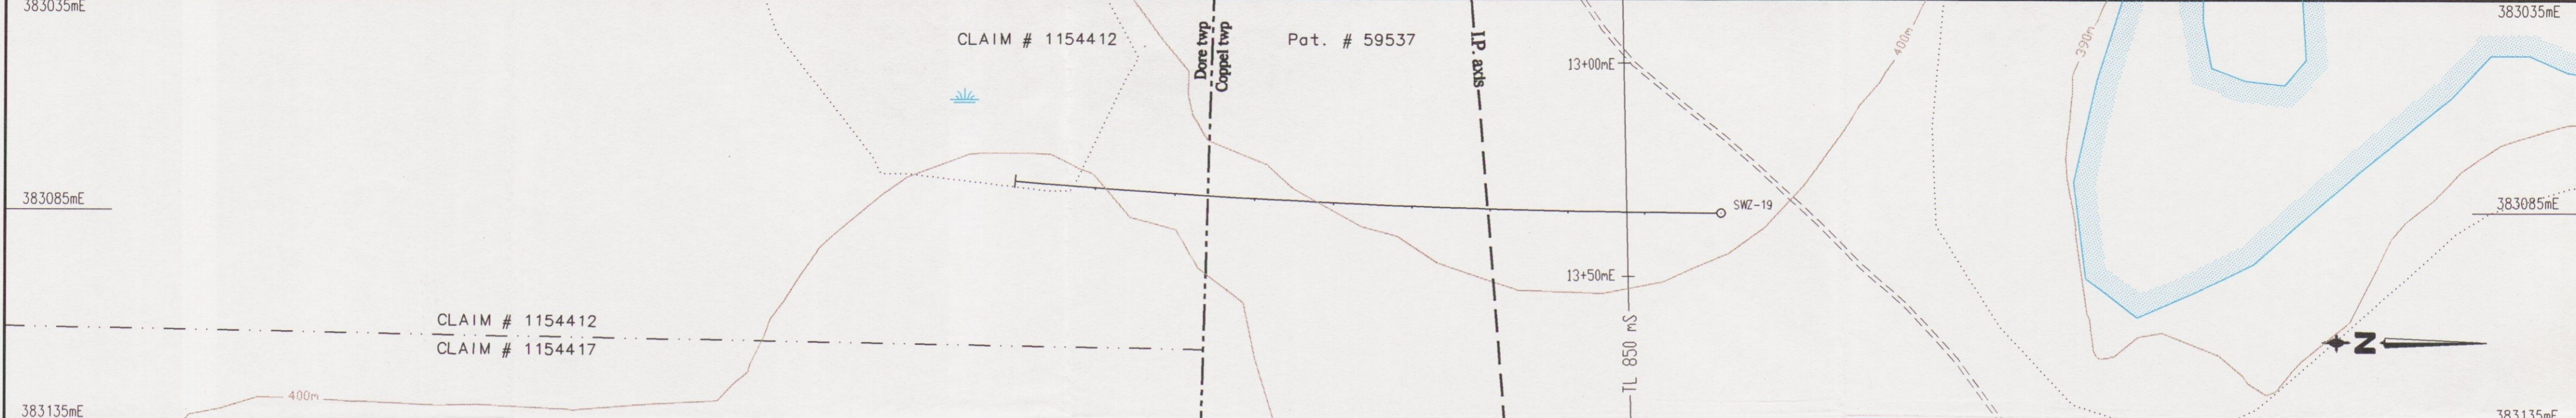 383035mE
383035mE
CLAIM # 1154412
Dore twp
Coppel twp
Pat. # 59537
I.P. axis
13+00mE
400m
390m
383085mE
SWZ-19
383085mE
13+50mE
CLAIM # 1154412
CLAIM # 1154417
TL 850 mS
N
400m
383135mE
383135mE